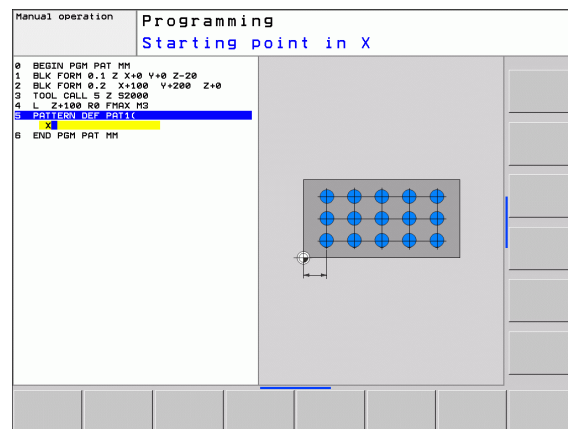 Manual operation
Programming
Starting point in X
0 BEGIN PGM PAT MM
1 BLK FORM 0.1 Z X+0 Y+0 Z-20
2 BLK FORM 0.2 X+100 Y+200 Z+0
3 TOOL CALL 5 Z S2000
4 L Z+100 R0 FMAX M3
5 PATTERN DEF PAT1(
X
6 END PGM PAT MM